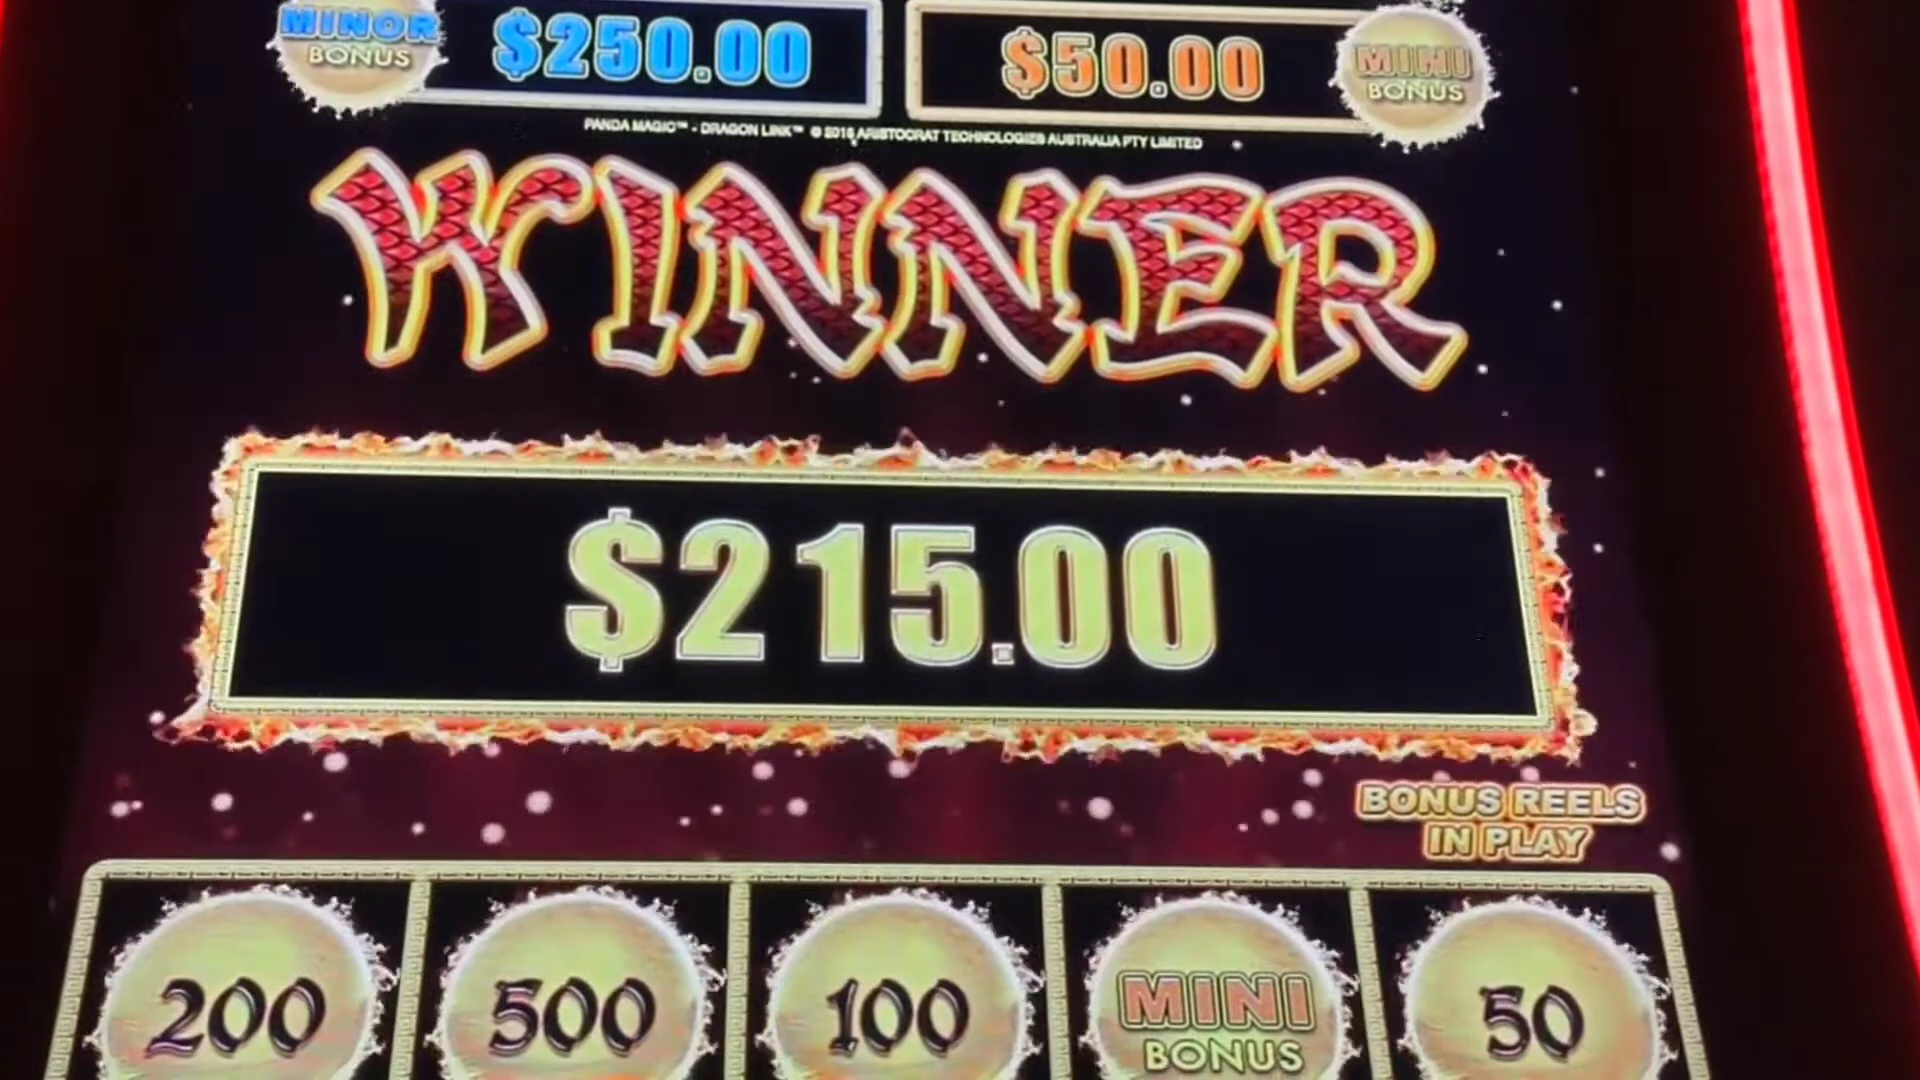 MINOR
BONUS
$250.00
$50.00
MINI
BONUS
PANDA MAGIC™ - DRAGON LINK™ © 2016 ARISTOCRAT TECHNOLOGIES AUSTRALIA PTY LIMITED
WINNER
$215.00
BONUS REELS
IN PLAY
200
500
100
MINI
BONUS
50